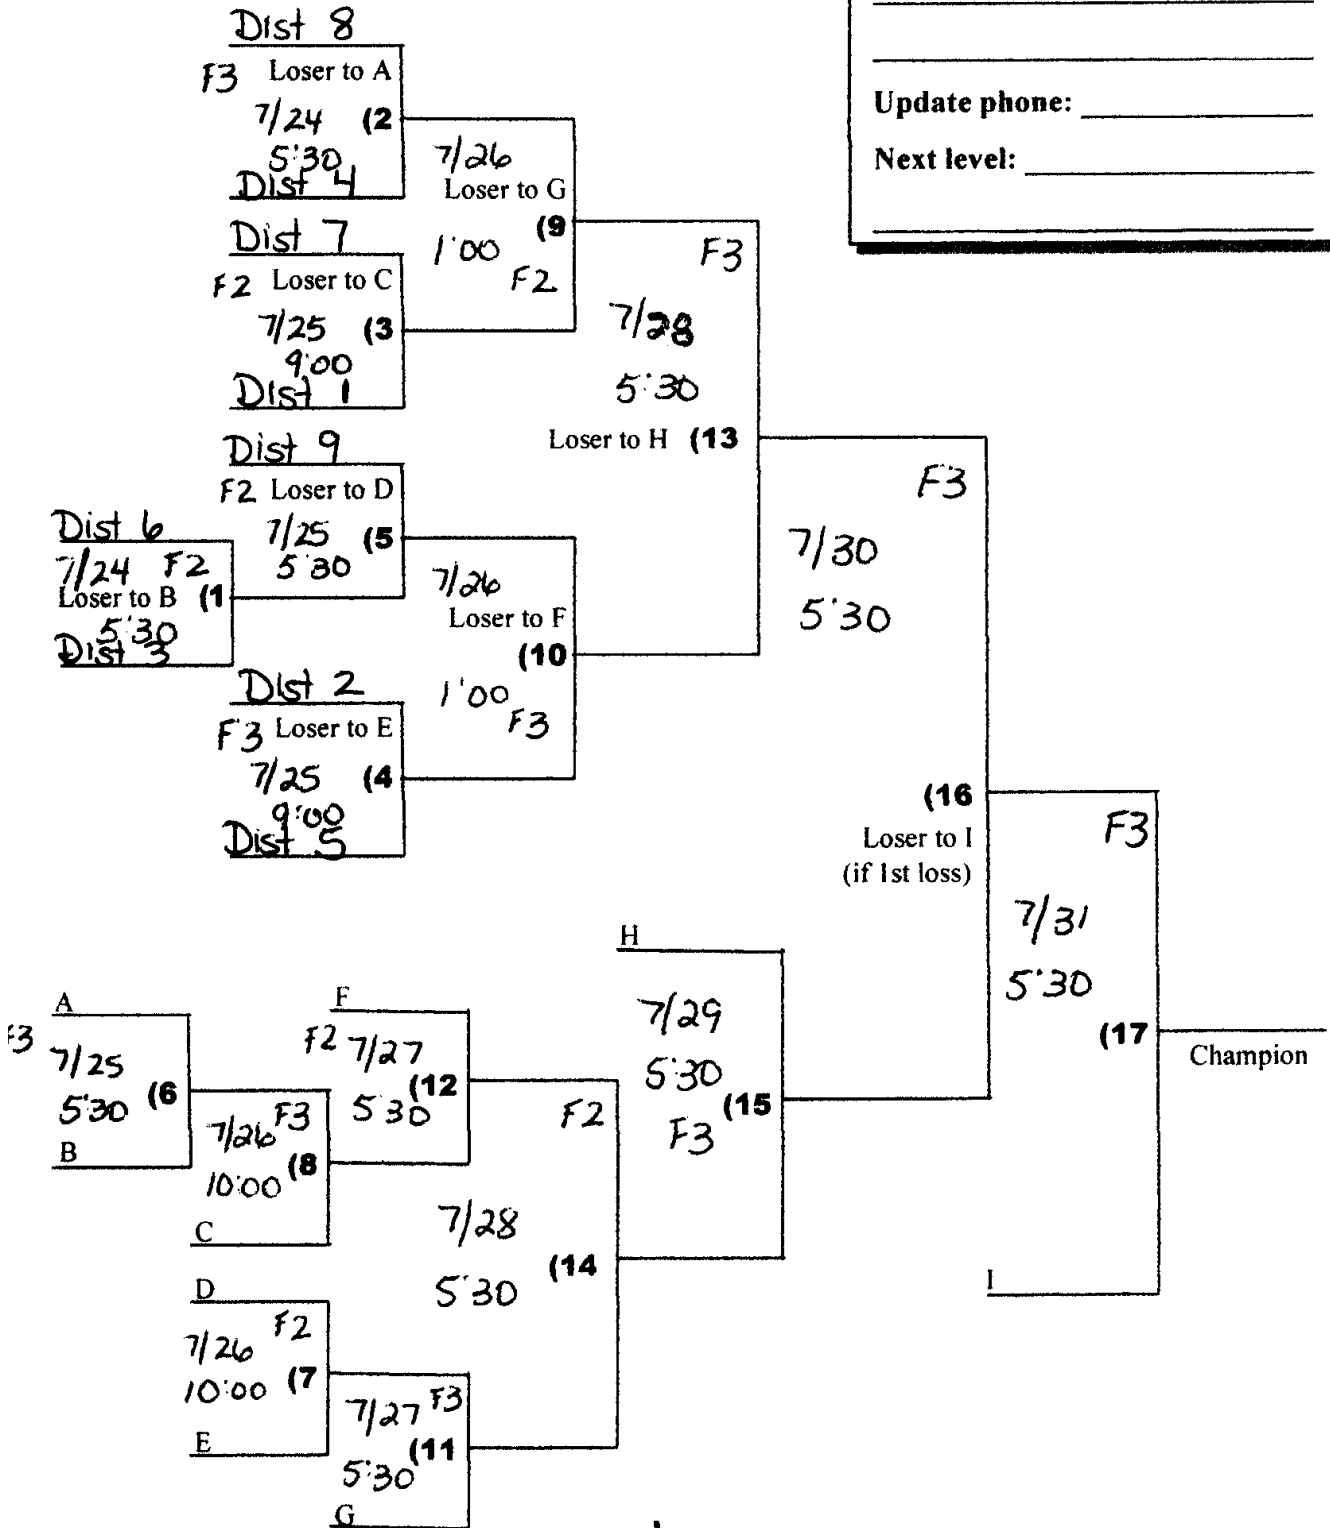 Dist 8
F3 Loser to A
7/24 (2
5:30
Dist 4
7/26
Loser to G
(9
1:00
F2
Dist 7
F2 Loser to C
7/25 (3
9:00
Dist 1
F3
7/28
5:30
Loser to H (13
Dist 9
F2 Loser to D
7/25 (5
5:30
Dist 6
7/24 F2
Loser to B (1
5:30
Dist 3
7/26
Loser to F
(10
1:00
F3
Dist 2
F3 Loser to E
7/25 (4
9:00
Dist 5
F3
7/30
5:30
(16
Loser to I
(if 1st loss)
F3
7/31
5:30
(17
Champion
I
H
7/29
5:30
(15
F3
A
F3
7/25
(6
5:30
B
F
F2 7/27
(12
5:30
7/26 F3
(8
10:00
C
F2
7/28
(14
5:30
D
F2
7/26
(7
10:00
E
7/27 F3
(11
5:30
G
Update phone:
Next level: